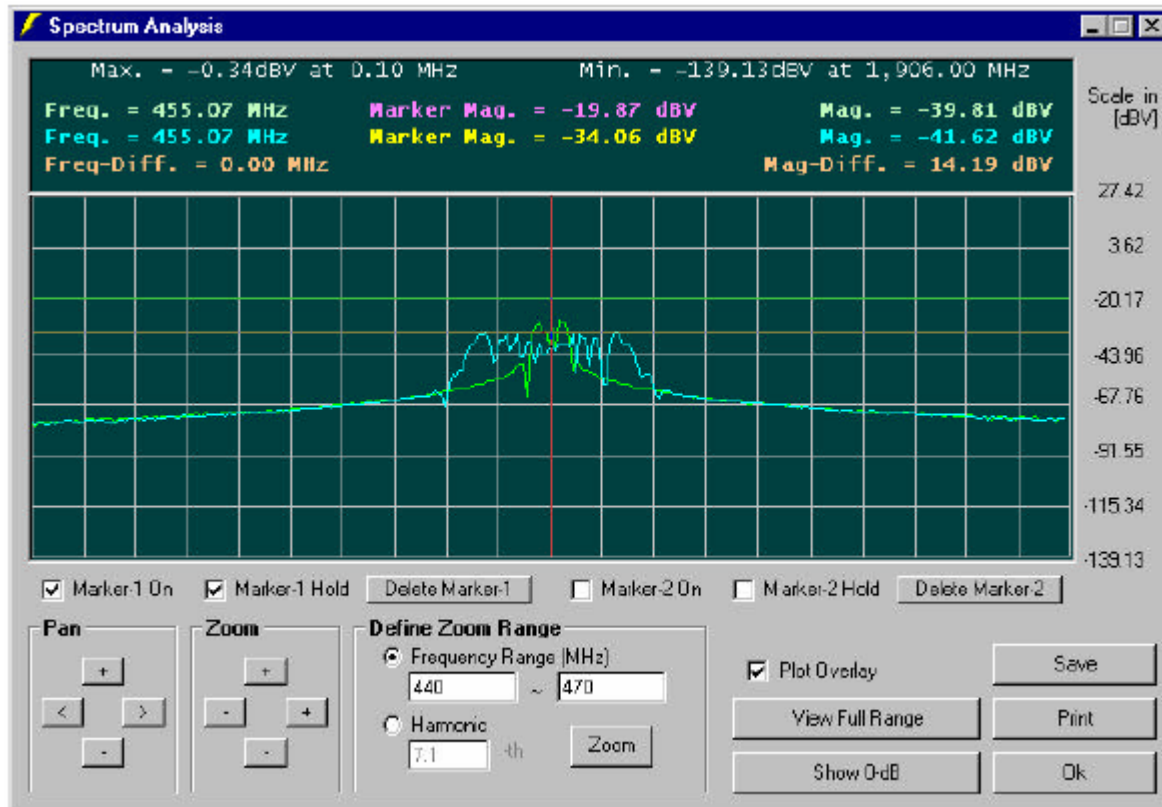 Spectrum Analysis
Max. = -0.34dBV at 0.10 MHz Min. = -139.13dBV at 1,906.00 MHz
Freq. = 455.07 MHz Marker Mag. = -19.87 dBV Mag. = -39.81 dBV
Freq. = 455.07 MHz Marker Mag. = -34.06 dBV Mag. = -41.62 dBV
Freq-Diff. = 0.00 MHz Mag-Diff. = 14.19 dBV
Scale in
[dBV]
27.42
3.62
-20.17
-43.96
-67.76
-91.55
-115.34
-139.13
Marker-1 On Marker-1 Hold Delete Marker-1 Marker-2 On Marker-2 Hold Delete Marker-2
Pan
+
< >
-
Zoom
+
- +
-
Define Zoom Range
Frequency Range (MHz)
440 ~ 470
Harmonic
7.1 -th Zoom
Plot Overlay Save
View Full Range Print
Show 0-dB Ok